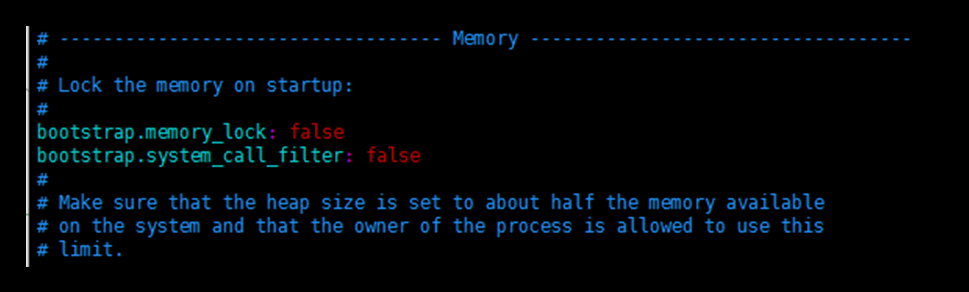 # ----------------------------------- Memory -----------------------------------
#
# Lock the memory on startup:
#
bootstrap.memory_lock: false
bootstrap.system_call_filter: false
#
# Make sure that the heap size is set to about half the memory available
# on the system and that the owner of the process is allowed to use this
# limit.